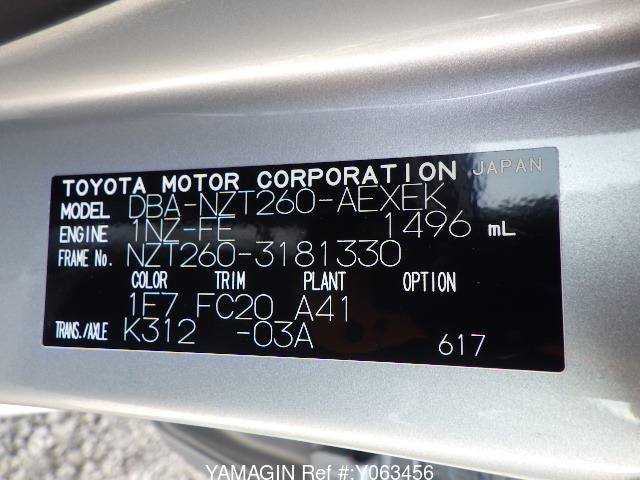 TOYOTA MOTOR CORPORATION JAPAN
MODEL DBA-NZT260-AEXEK
ENGINE 1NZ-FE 1496 mL
FRAME No. NZT260-3181330
COLOR TRIM PLANT OPTION
1F7 FC20 A41
TRANS./AXLE K312 -03A 617
YAMAGIN Ref #:Y063456